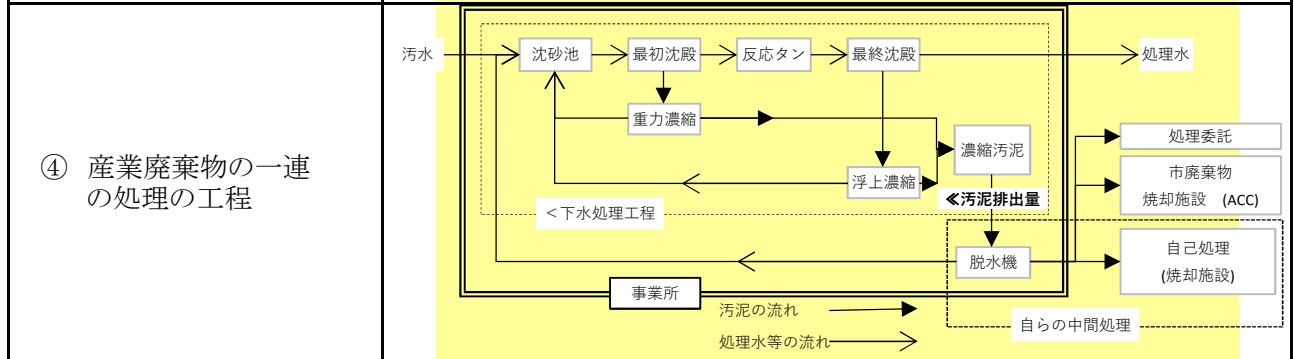 ④ 産業廃棄物の一連
の処理の工程
汚水
沈砂池
最初沈殿
反応タン
最終沈殿
処理水
重力濃縮
濃縮汚泥
処理委託
浮上濃縮
市廃棄物
焼却施設 (ACC)
≪汚泥排出量
＜下水処理工程
脱水機
自己処理
(焼却施設)
事業所
汚泥の流れ
自らの中間処理
処理水等の流れ